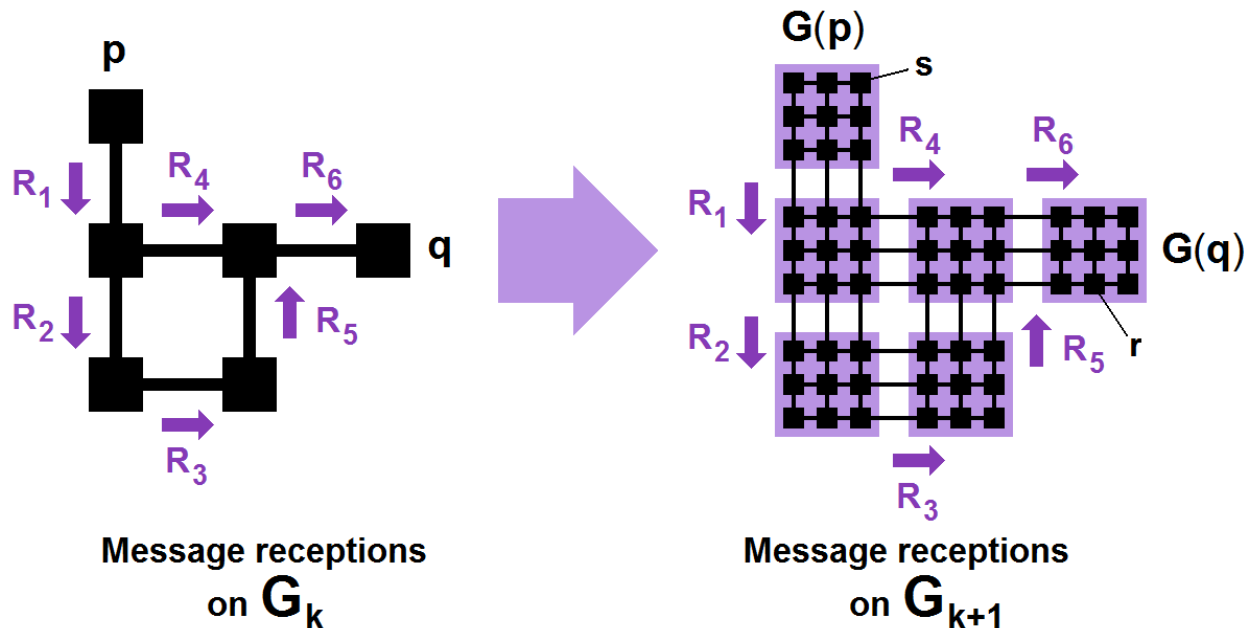 p
R1
R4
R6
q
R2
R5
R3
Message receptions
on Gk
G(p)
s
R4
R6
R1
G(q)
R2
R5
r
R3
Message receptions
on Gk+1